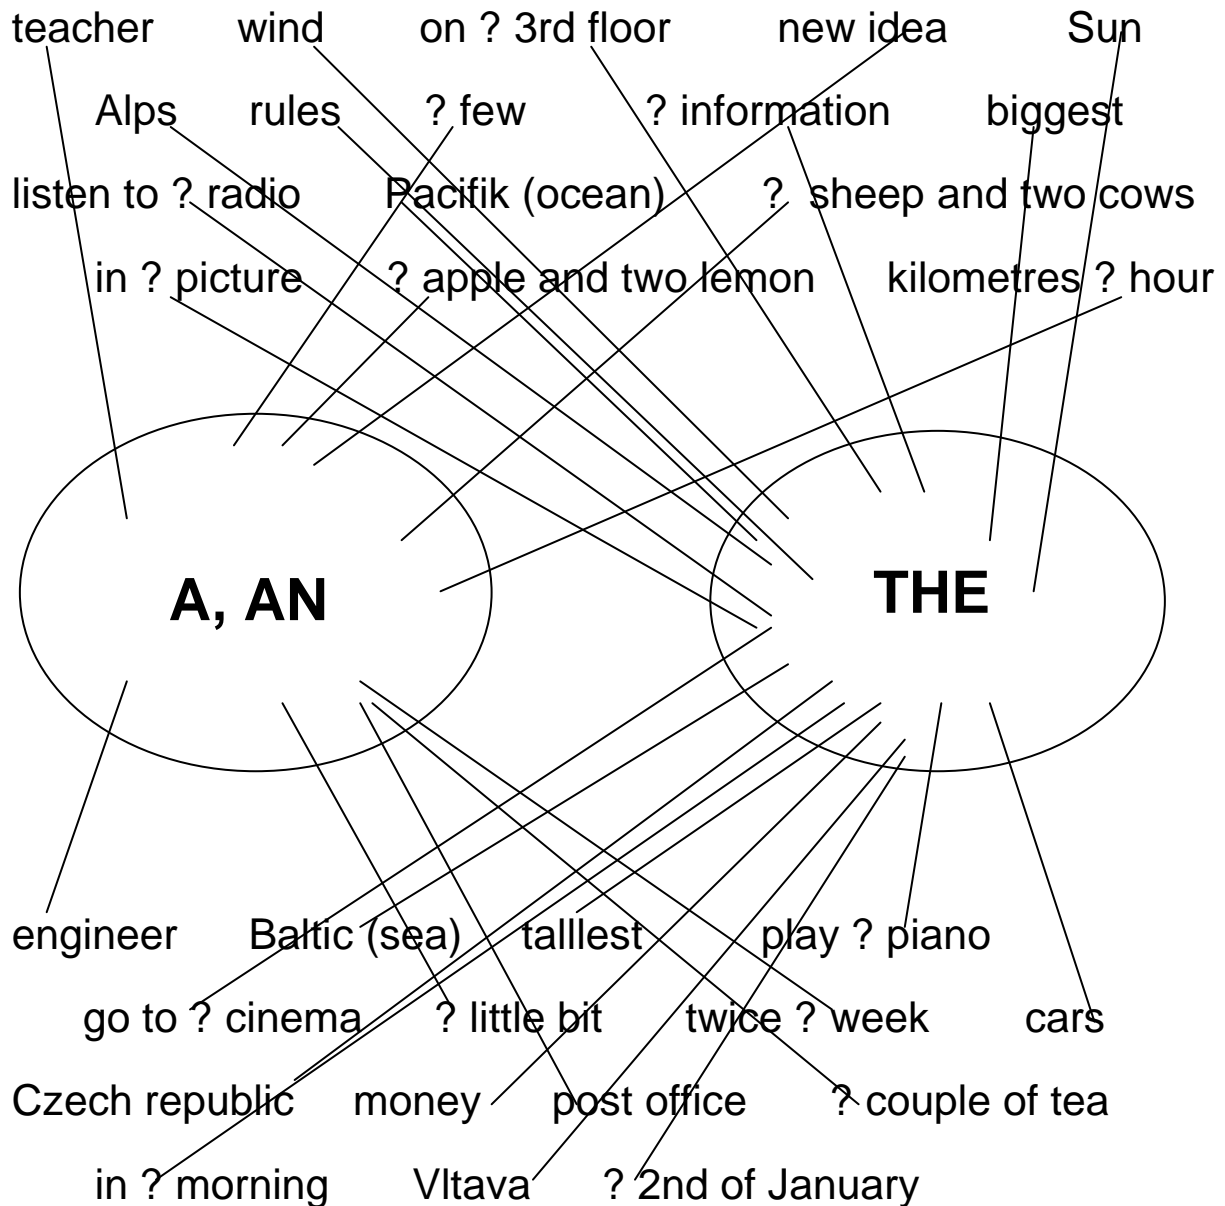 teacher wind on ? 3rd floor new idea Sun
Alps rules ? few ? information biggest
listen to ? radio Pacifik (ocean) ? sheep and two cows
in ? picture ? apple and two lemon kilometres ? hour
A, AN THE
engineer Baltic (sea) talllest play ? piano
go to ? cinema ? little bit twice ? week cars
Czech republic money post office ? couple of tea
in ? morning Vltava ? 2nd of January